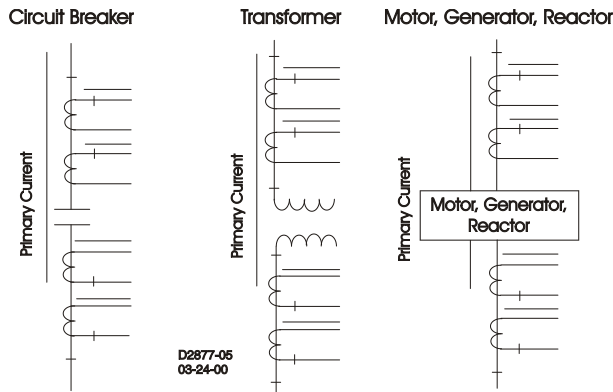 Circuit Breaker
Transformer
Motor, Generator, Reactor
Primary Current
Primary Current
Primary Current
Motor, Generator,
Reactor
D2877-05
03-24-00